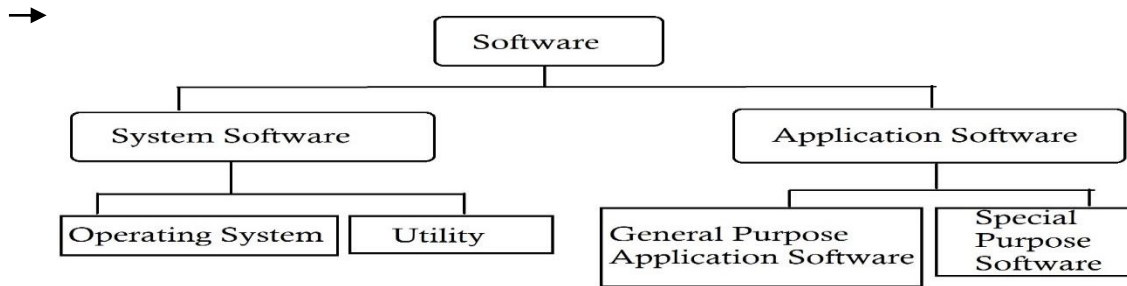 Software
System Software
Application Software
Operating System
Utility
General Purpose
Application Software
Special
Purpose
Software